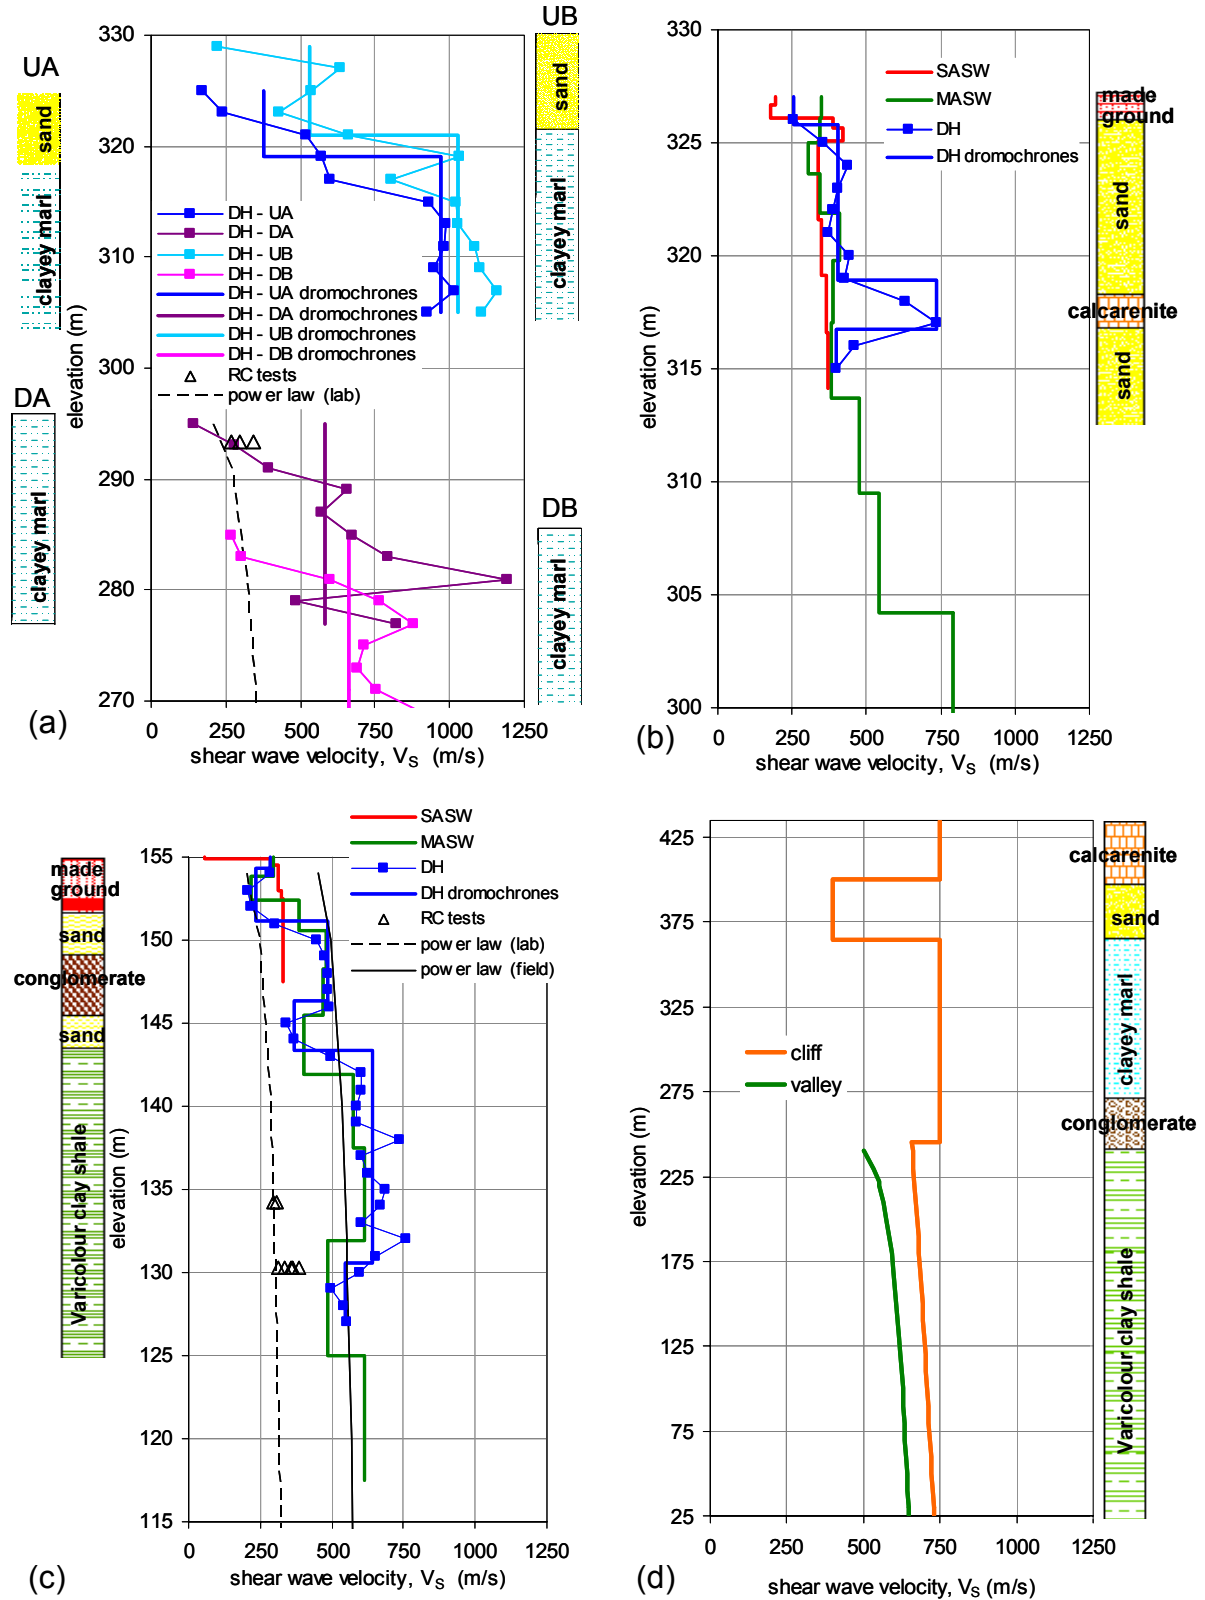 UB
UA
DA
DB
sand
clayey marl
sand
clayey marl
clayey marl
clayey marl
330
320
310
300
290
280
270
elevation (m)
DH - UA
DH - DA
DH - UB
DH - DB
DH - UA dromochrones
DH - DA dromochrones
DH - UB dromochrones
DH - DB dromochrones
RC tests
power law (lab)
0 250 500 750 1000 1250
shear wave velocity, VS (m/s)
(a)
330
325
320
315
310
305
300
elevation (m)
SASW
MASW
DH
DH dromochrones
made
ground
sand
calcarenite
sand
0 250 500 750 1000 1250
shear wave velocity, VS (m/s)
(b)
SASW
MASW
DH
DH dromochrones
RC tests
power law (lab)
power law (field)
made
ground
sand
conglomerate
sand
Varicolour clay shale
155
150
145
140
135
130
125
120
115
elevation (m)
0 250 500 750 1000 1250
shear wave velocity, VS (m/s)
(c)
425
375
325
275
225
175
125
75
25
elevation (m)
cliff
valley
calcarenite
sand
clayey marl
conglomerate
Varicolour clay shale
0 250 500 750 1000 1250
shear wave velocity, VS (m/s)
(d)